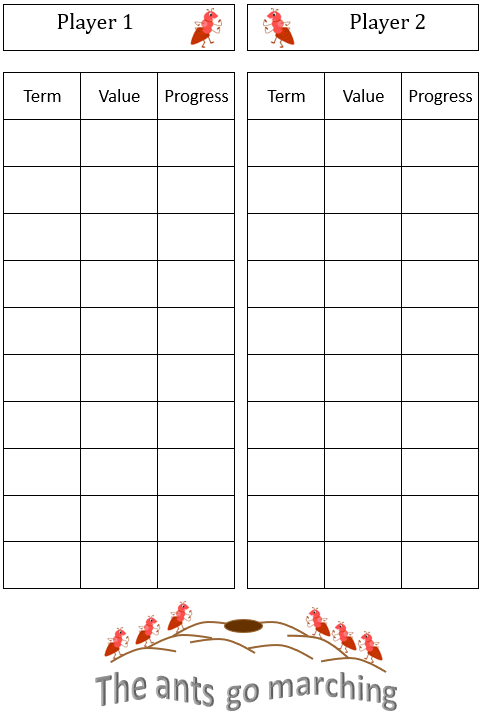 Player 1
Player 2
Term Value Progress
Term Value Progress
The ants go marching